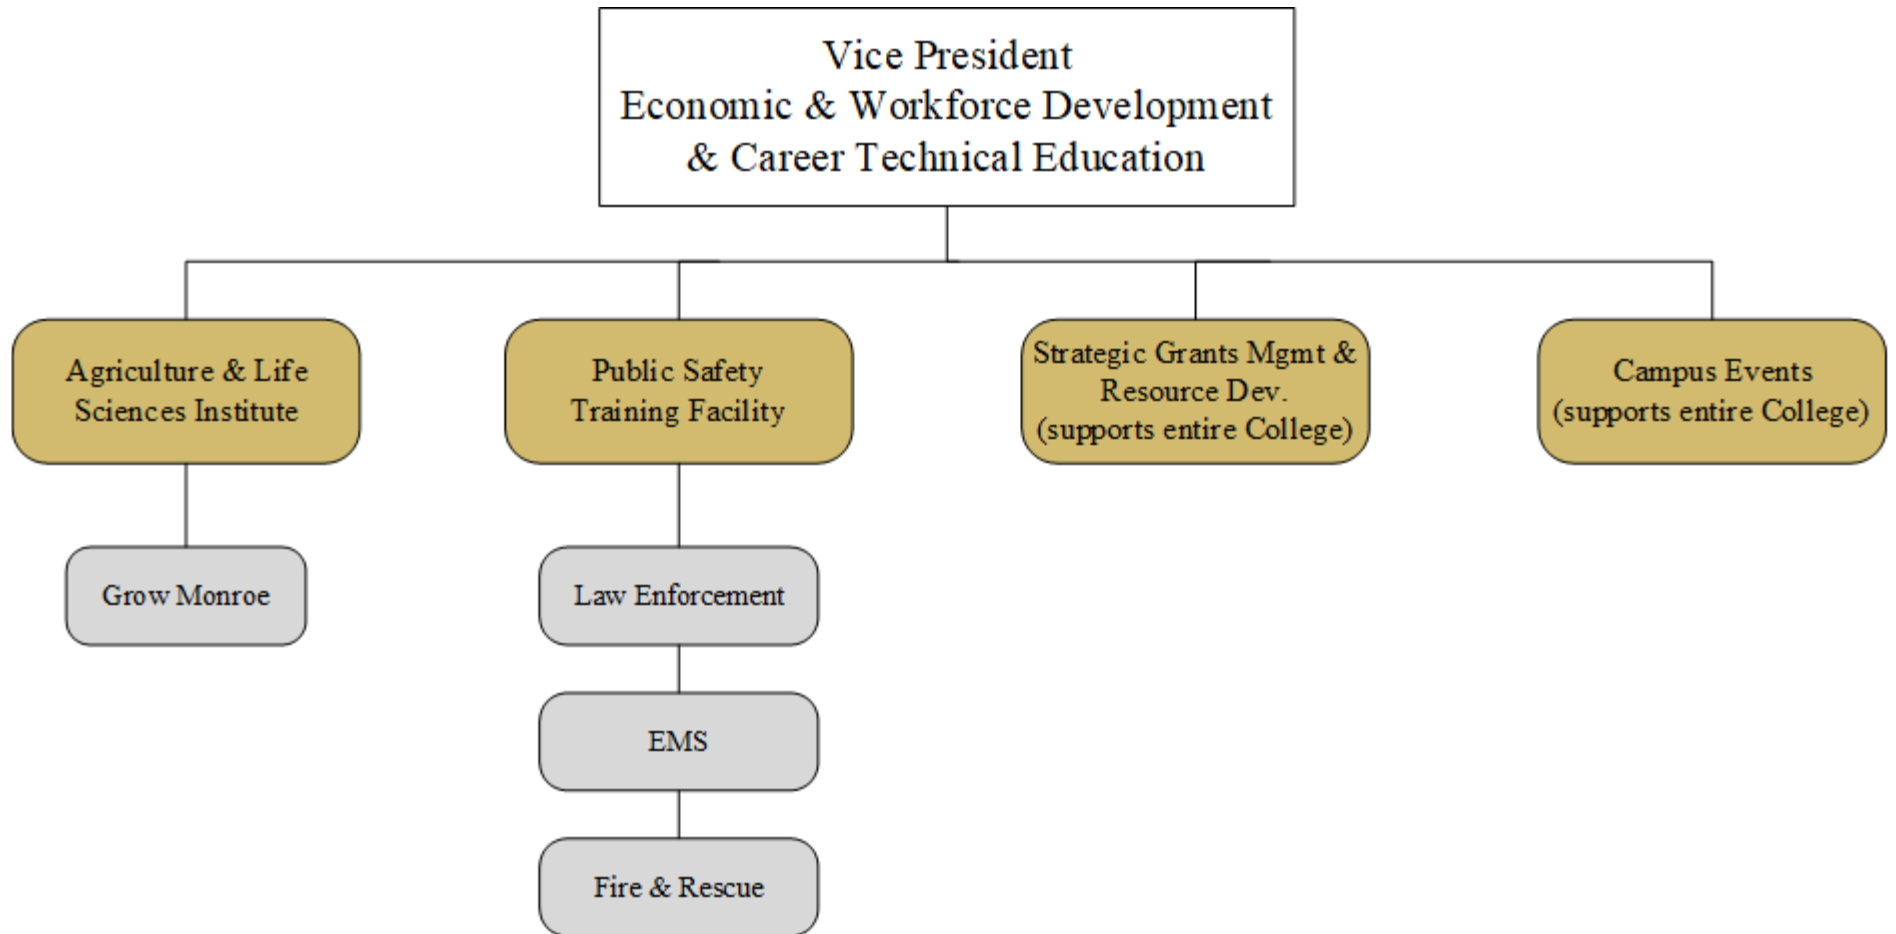 Vice President
Economic & Workforce Development
& Career Technical Education
Agriculture & Life
Sciences Institute
Public Safety
Training Facility
Strategic Grants Mgmt &
Resource Dev.
(supports entire College)
Campus Events
(supports entire College)
Grow Monroe
Law Enforcement
EMS
Fire & Rescue